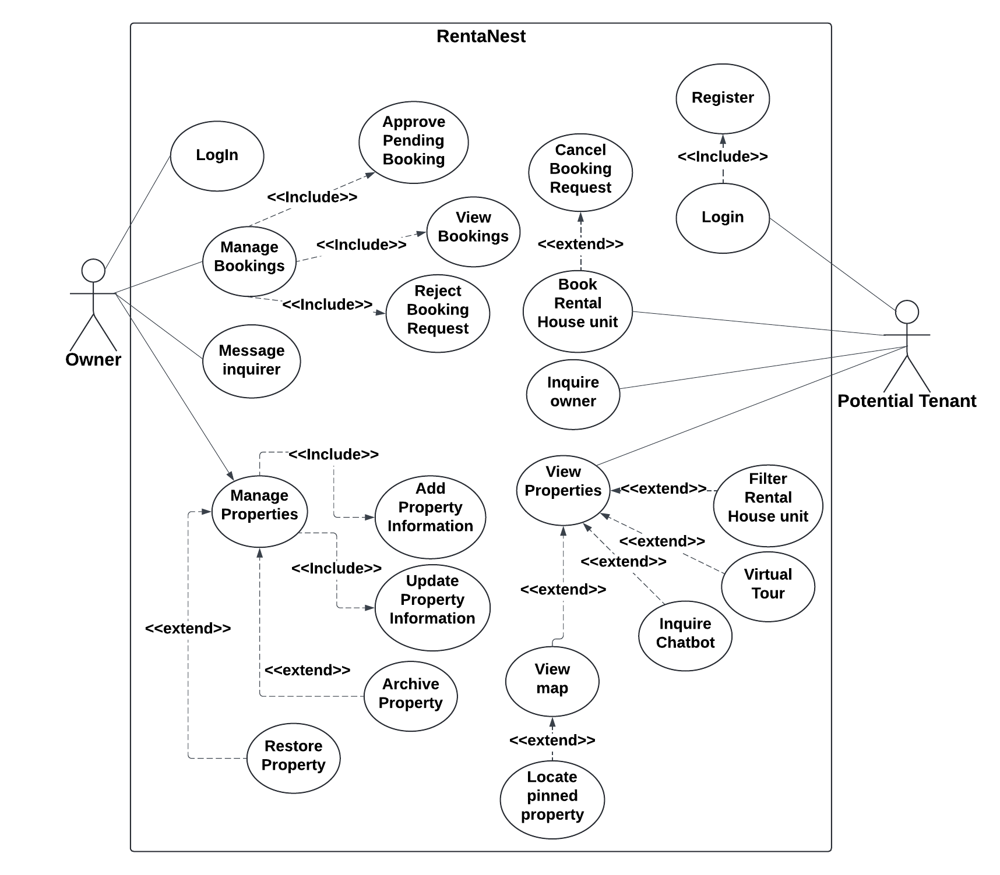 RentaNest
Register
Approve
Pending
Booking
LogIn
Cancel
Booking
Request
<<Include>>
<<Include>>
View
Bookings
Login
<<Include>>
<<extend>>
Manage
Bookings
Reject
Booking
Request
<<Include>>
Book
Rental
House unit
Owner
Message
inquirer
Inquire
owner
Potential Tenant
<<Include>>
View
Properties
<<extend>>
Filter
Rental
House unit
Manage
Properties
Add
Property
Information
<<extend>>
<<extend>>
<<Include>>
<<extend>>
Update
Property
Information
Virtual
Tour
<<extend>>
Inquire
Chatbot
<<extend>>
View
map
Archive
Property
<<extend>>
Restore
Property
Locate
pinned
property